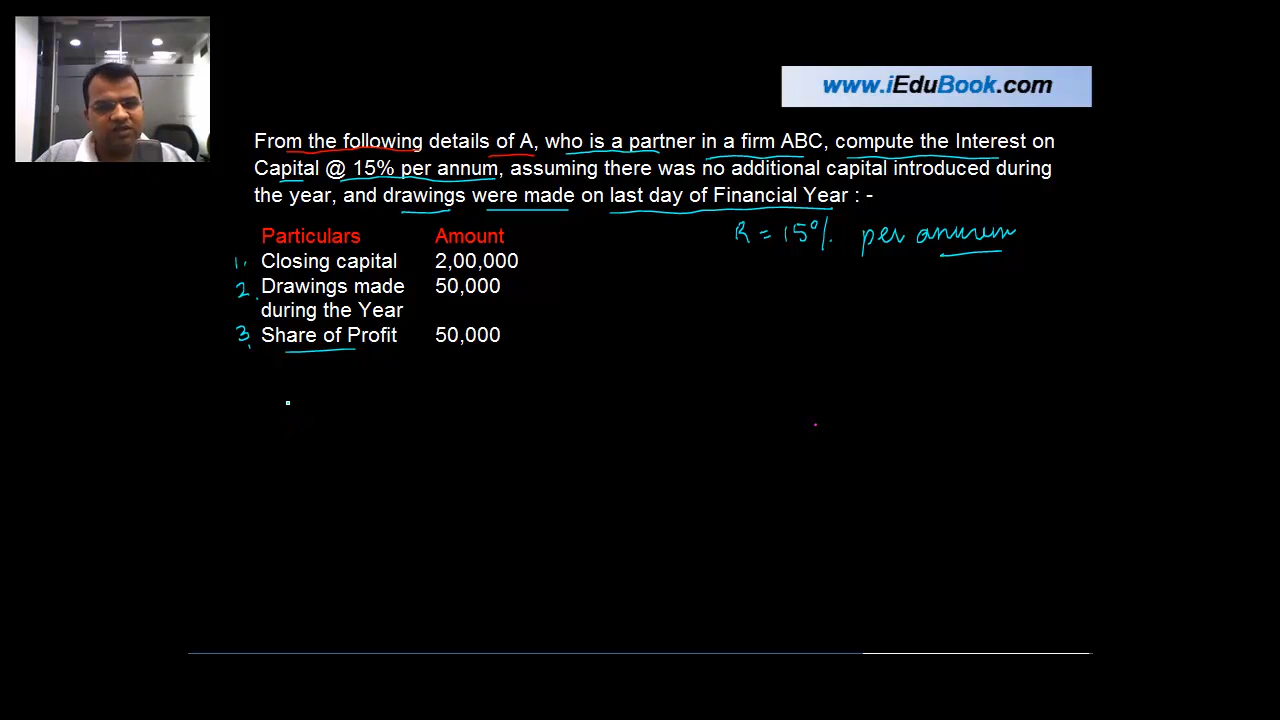 www.iEduBook.com
From the following details of A, who is a partner in a firm ABC, compute the Interest on
Capital @ 15% per annum, assuming there was no additional capital introduced during
the year, and drawings were made on last day of Financial Year : -
R = 15% per annum
Particulars Amount
1. Closing capital 2,00,000
2. Drawings made 50,000
during the Year
3. Share of Profit 50,000